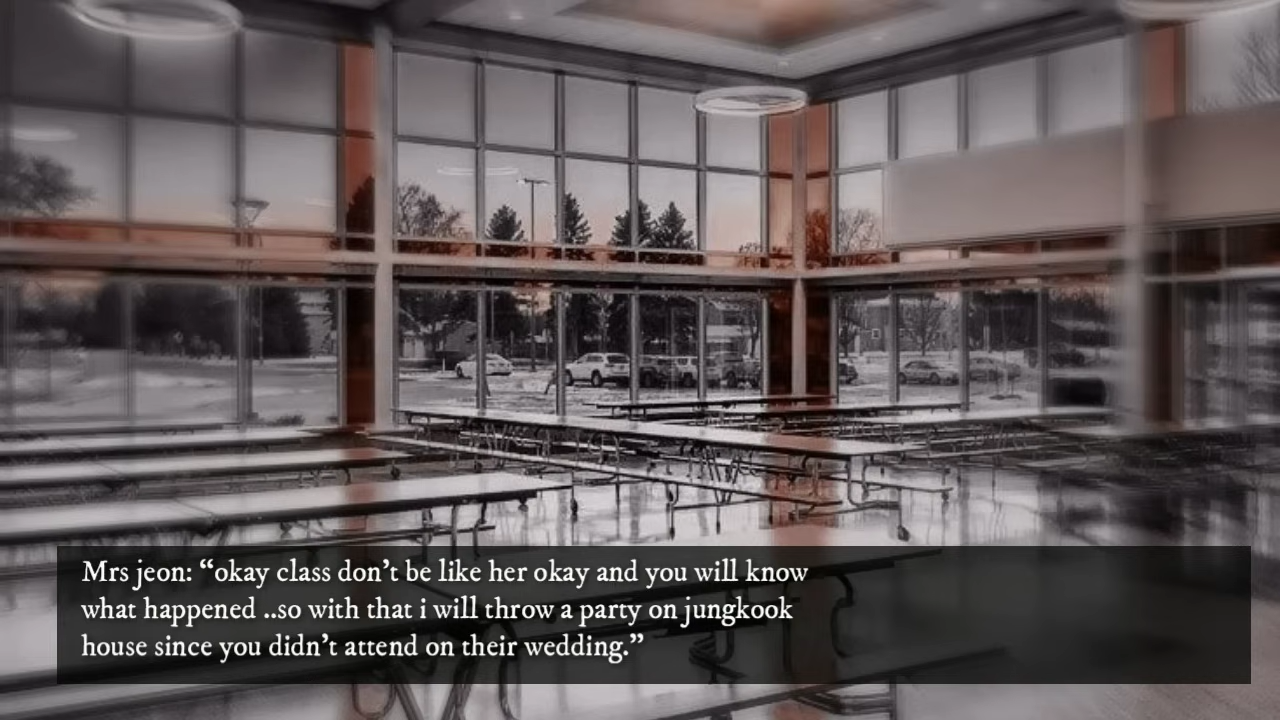 Mrs jeon: “okay class don’t be like her okay and you will know
what happened ..so with that i will throw a party on jungkook
house since you didn’t attend on their wedding.”